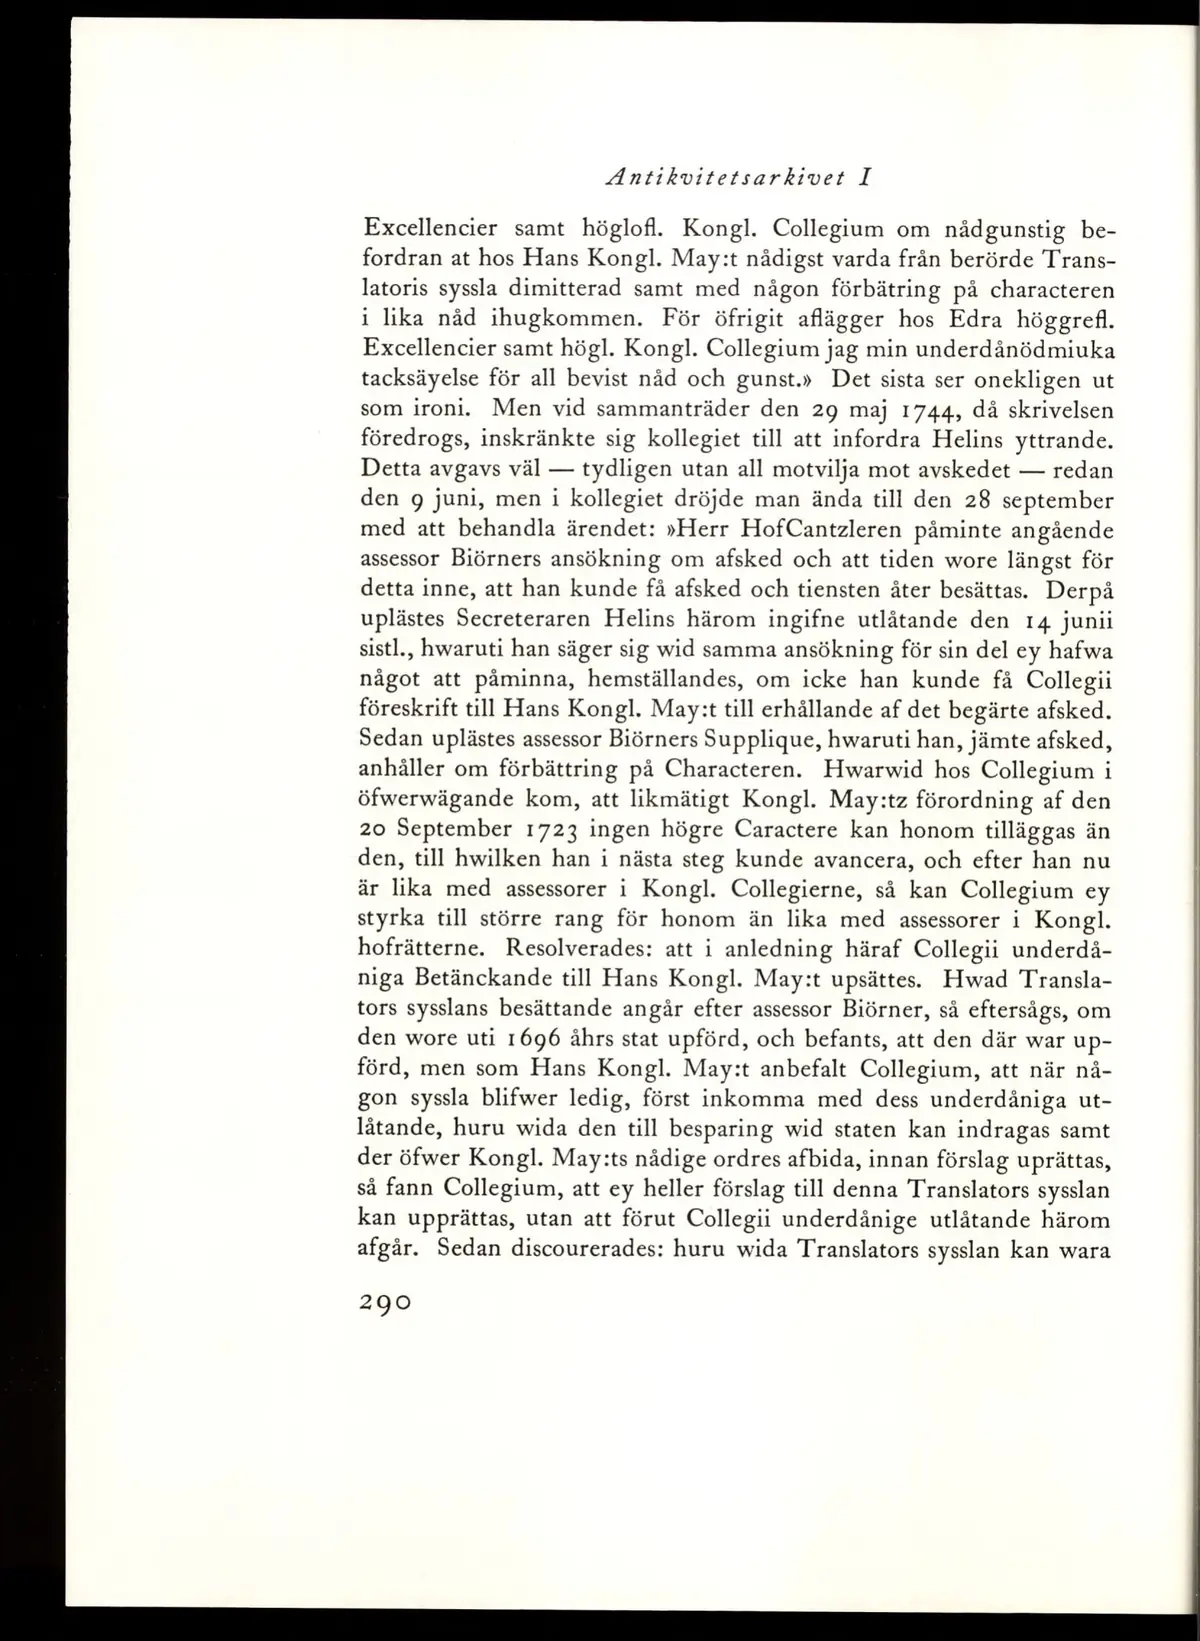 Antikvitetsarkivet I
Excellencier samt höglofl. Kongl. Collegium om nådgunstig be-
fordran at hos Hans Kongl. May:t nådigst varda från berörde Trans-
latoris syssla dimitterad samt med någon förbätring på characteren
i lika nåd ihugkommen. För öfrigit aflägger hos Edra höggrefl.
Excellencier samt högl. Kongl. Collegium jag min underdånödmiuka
tacksäyelse för all bevist nåd och gunst.» Det sista ser onekligen ut
som ironi. Men vid sammanträder den 29 maj 1744, då skrivelsen
föredrogs, inskränkte sig kollegiet till att infordra Helins yttrande.
Detta avgavs väl — tydligen utan all motvilja mot avskedet — redan
den 9 juni, men i kollegiet dröjde man ända till den 28 september
med att behandla ärendet: »Herr HofCantzleren påminte angående
assessor Biörners ansökning om afsked och att tiden wore längst för
detta inne, att han kunde få afsked och tiensten åter besättas. Derpå
uplästes Secreteraren Helins härom ingifne utlåtande den 14 junii
sistl., hwaruti han säger sig wid samma ansökning för sin del ey hafwa
något att påminna, hemställandes, om icke han kunde få Collegii
föreskrift till Hans Kongl. May:t till erhållande af det begärte afsked.
Sedan uplästes assessor Biörners Supplique, hwaruti han, jämte afsked,
anhåller om förbättring på Characteren. Hwarwid hos Collegium i
öfwerwägande kom, att likmätigt Kongl. May:tz förordning af den
20 September 1723 ingen högre Caractere kan honom tilläggas än
den, till hwilken han i nästa steg kunde avancera, och efter han nu
är lika med assessorer i Kongl. Collegierne, så kan Collegium ey
styrka till större rang för honom än lika med assessorer i Kongl.
hofrätterne. Resolverades: att i anledning häraf Collegii underdå-
niga Betänckande till Hans Kongl. May:t upsättes. Hwad Transla-
tors sysslans besättande angår efter assessor Biörner, så eftersågs, om
den wore uti 1696 åhrs stat upförd, och befants, att den där war up-
förd, men som Hans Kongl. May:t anbefalt Collegium, att när nå-
gon syssla blifwer ledig, först inkomma med dess underdåniga ut-
låtande, huru wida den till besparing wid staten kan indragas samt
der öfwer Kongl. May:ts nådige ordres afbida, innan förslag uprättas,
så fann Collegium, att ey heller förslag till denna Translators sysslan
kan upprättas, utan att förut Collegii underdånige utlåtande härom
afgår. Sedan discourerades: huru wida Translators sysslan kan wara
290